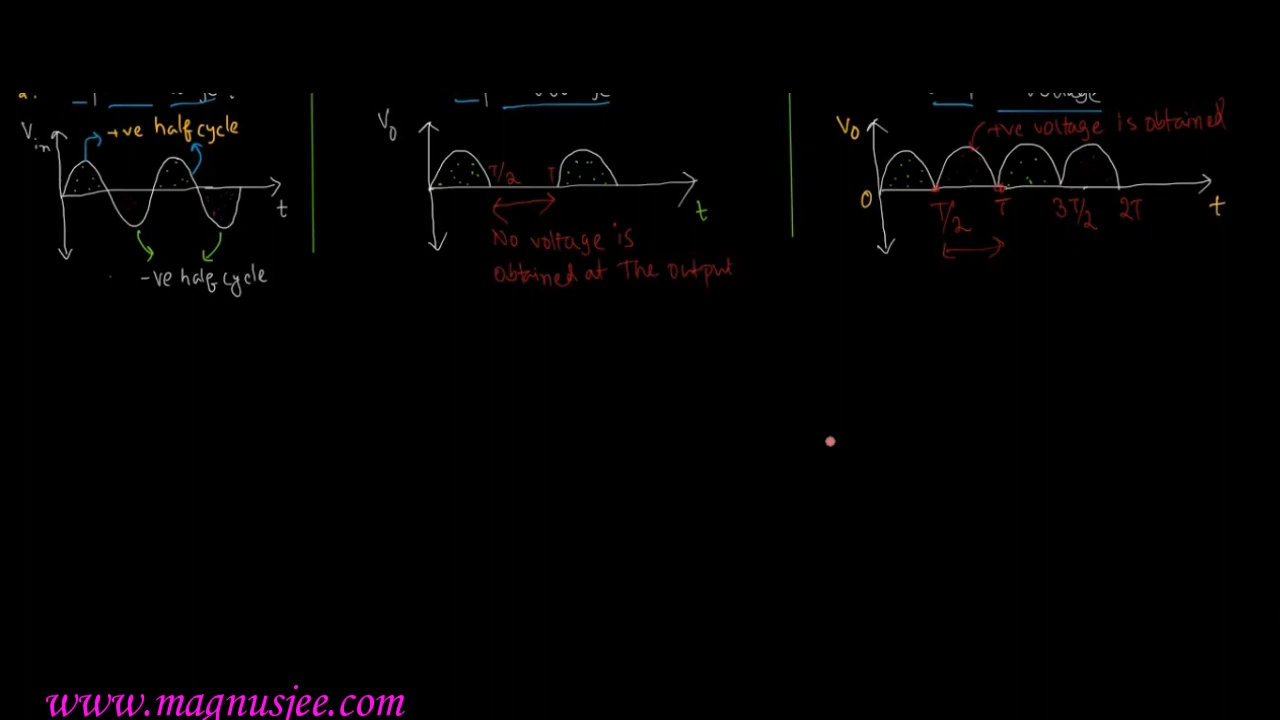 Vin
+ve half cycle
t
-ve half cycle
V0
T/2
T
t
No voltage is
obtained at The output
V0
+ve voltage is obtained
0
T/2
T
3T/2
2T
t
www.magnusjee.com